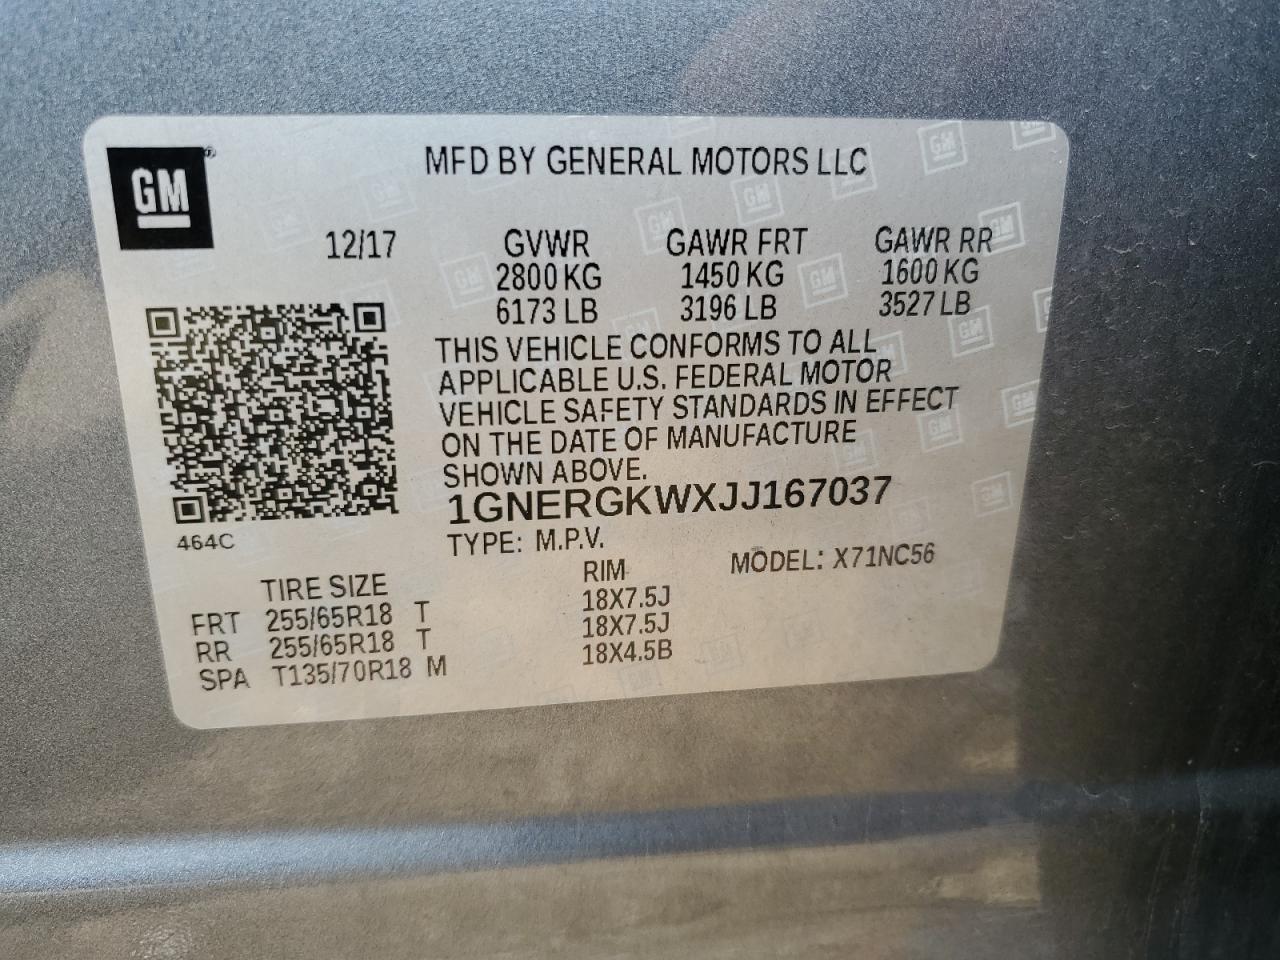 GM
MFD BY GENERAL MOTORS LLC
12/17
GVWR GAWR FRT GAWR RR
2800 KG 1450 KG 1600 KG
6173 LB 3196 LB 3527 LB
THIS VEHICLE CONFORMS TO ALL
APPLICABLE U.S. FEDERAL MOTOR
VEHICLE SAFETY STANDARDS IN EFFECT
ON THE DATE OF MANUFACTURE
SHOWN ABOVE.
1GNERGKWXJJ167037
464C
TYPE: M.P.V. MODEL: X71NC56
TIRE SIZE RIM
FRT 255/65R18 T 18X7.5J
RR 255/65R18 T 18X7.5J
SPA T135/70R18 M 18X4.5B